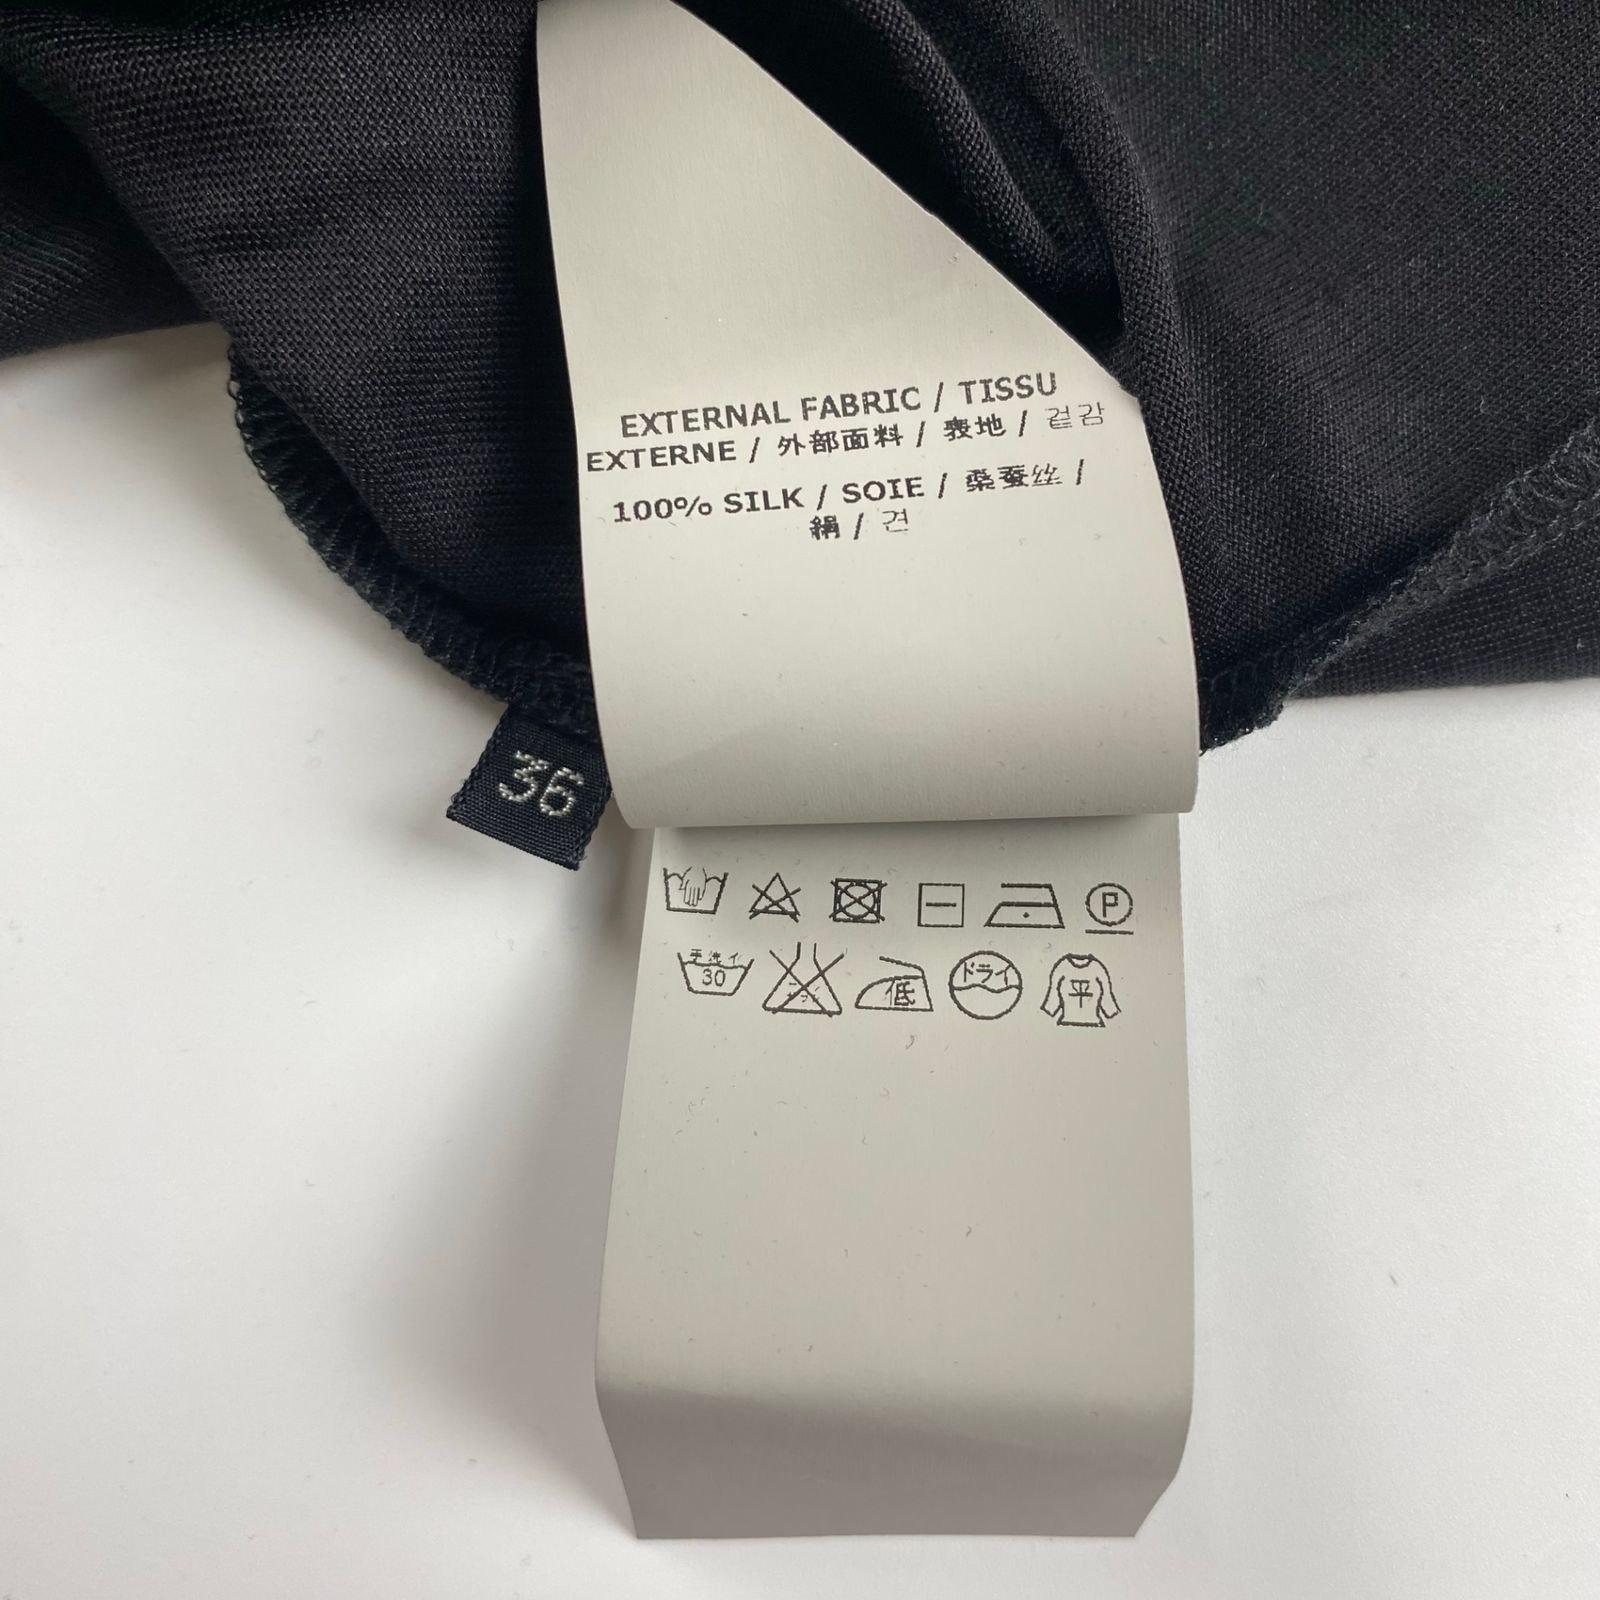 EXTERNAL FABRIC / TISSU
EXTERNE / 外部面料 / 表地 / 겉감
100% SILK / SOIE / 桑蚕丝 /
絹 / 견
36
P
手洗イ
30
低
ドライ
平